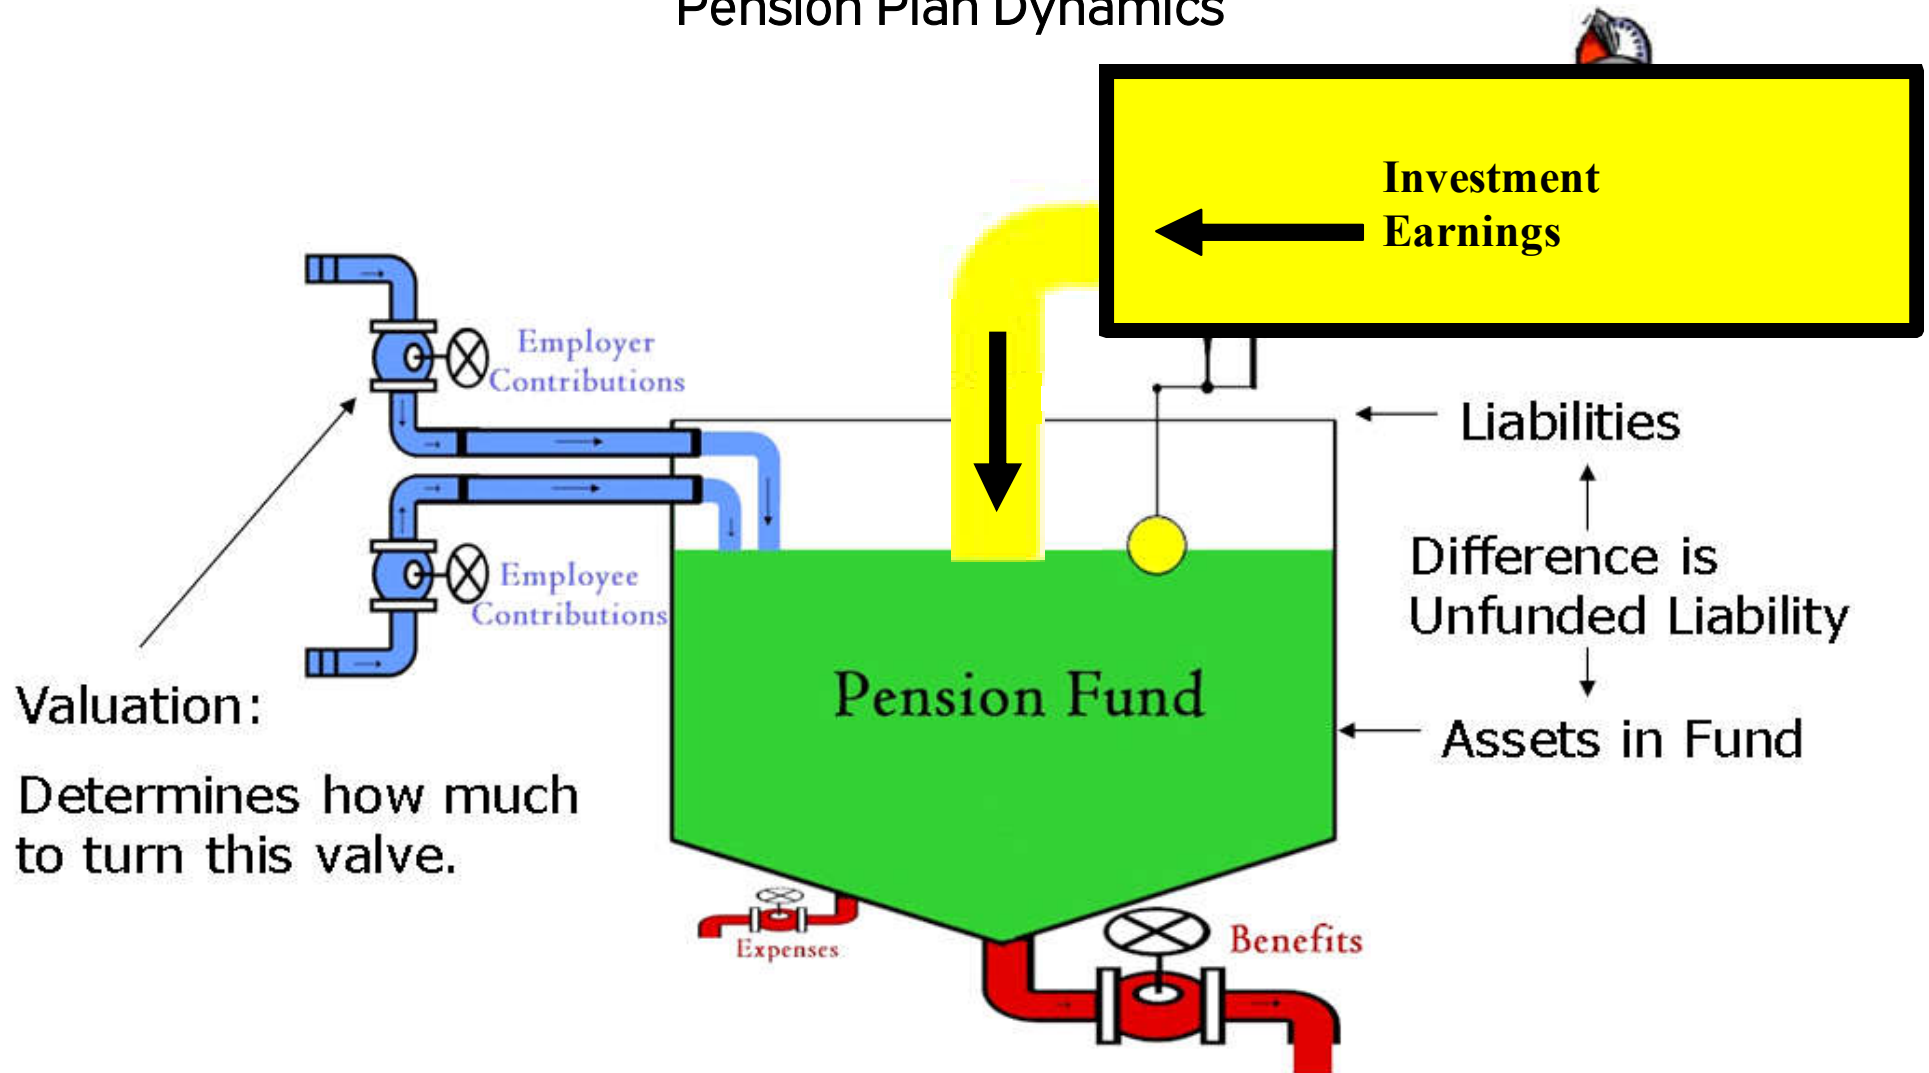 Pension Plan Dynamics
Investment
Earnings
Employer
Contributions
Liabilities
Difference is
Unfunded Liability
Employee
Contributions
Pension Fund
Valuation:
Assets in Fund
Determines how much
to turn this valve.
Expenses
Benefits